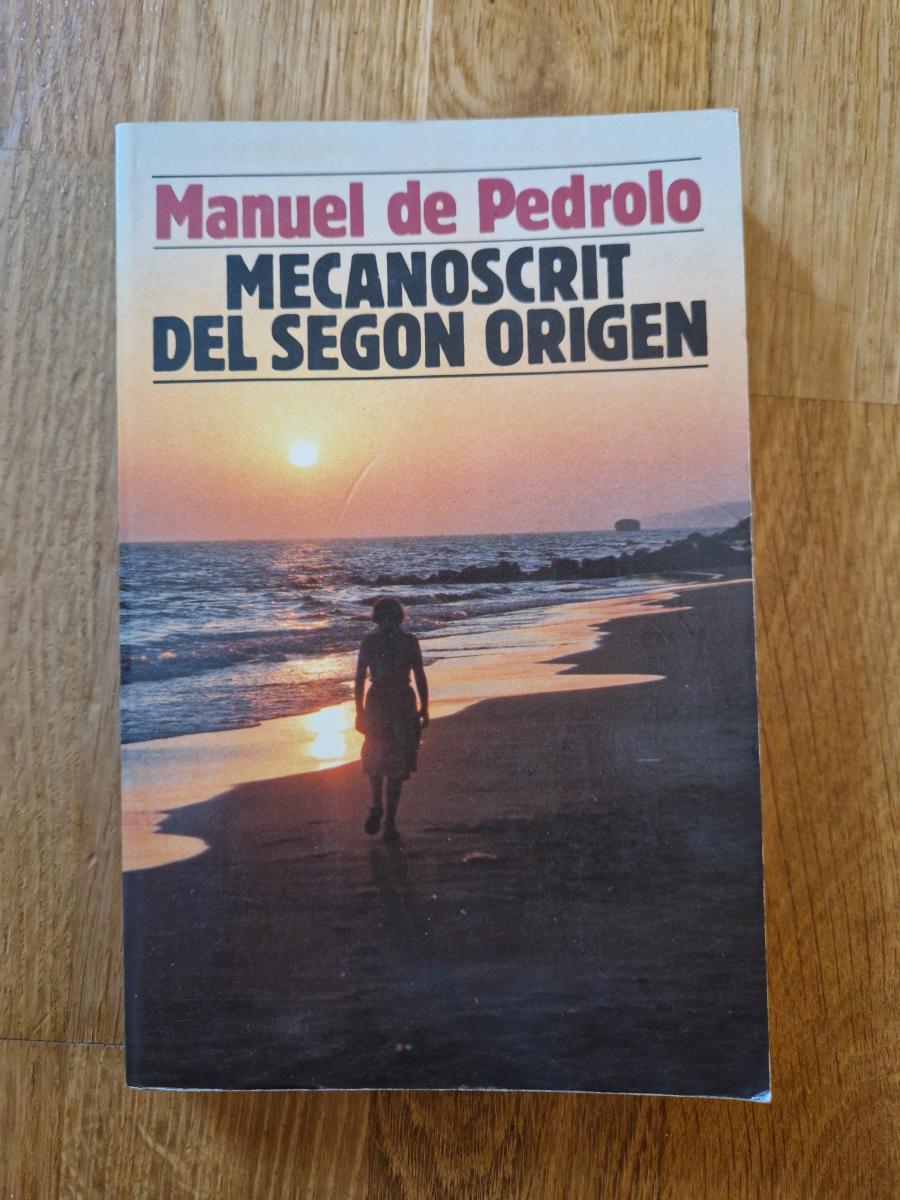 Manuel de Pedrolo
MECANOSCRIT
DEL SEGON ORIGEN